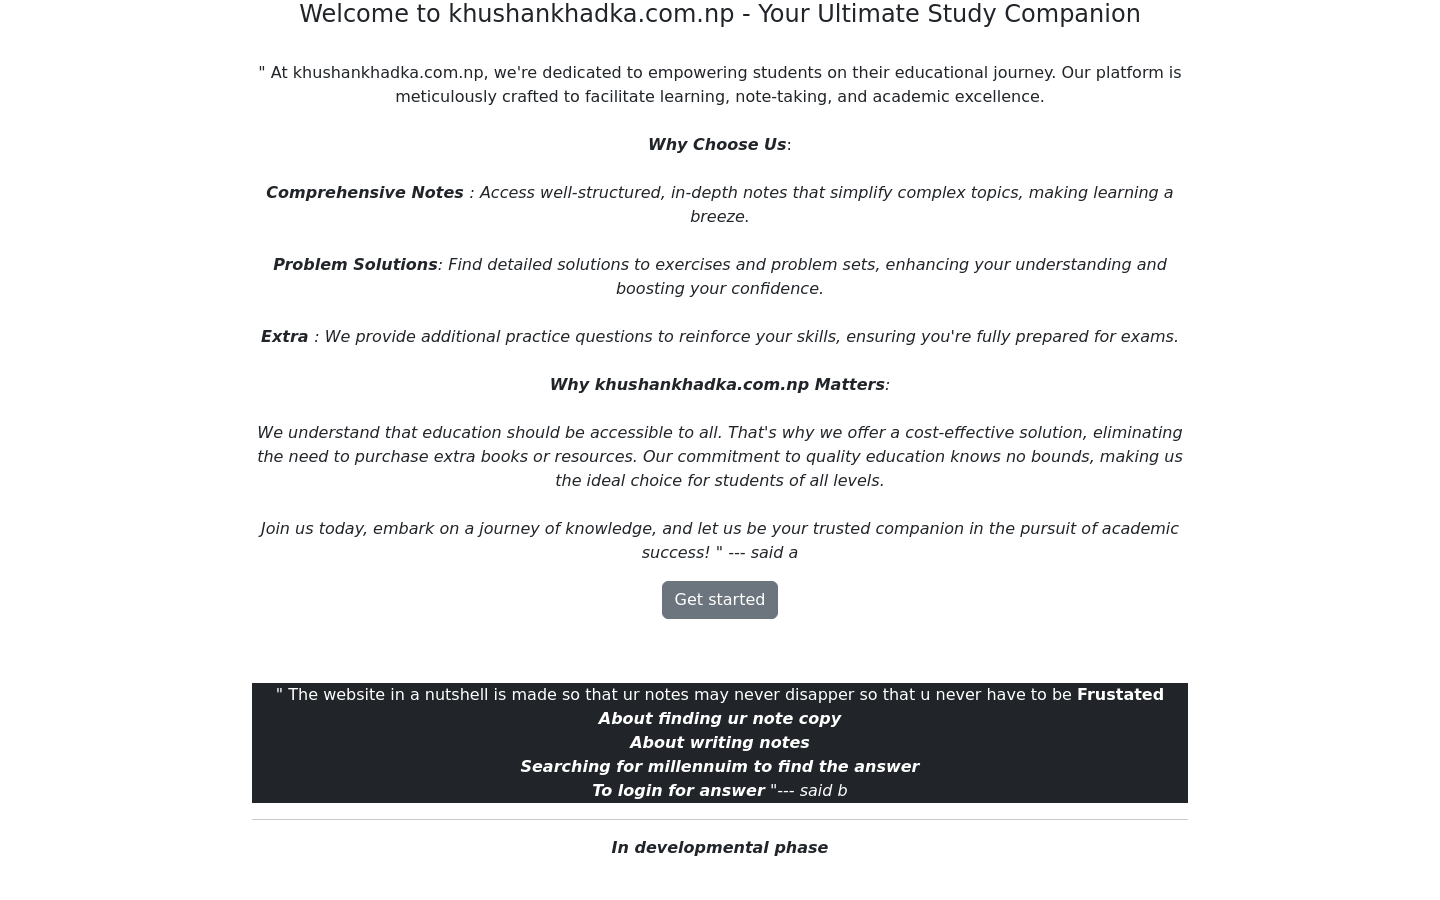 Welcome to khushankhadka.com.np - Your Ultimate Study Companion
" At khushankhadka.com.np, we're dedicated to empowering students on their educational journey. Our platform is
meticulously crafted to facilitate learning, note-taking, and academic excellence.
Why Choose Us:
Comprehensive Notes : Access well-structured, in-depth notes that simplify complex topics, making learning a
breeze.
Problem Solutions: Find detailed solutions to exercises and problem sets, enhancing your understanding and
boosting your confidence.
Extra : We provide additional practice questions to reinforce your skills, ensuring you're fully prepared for exams.
Why khushankhadka.com.np Matters:
We understand that education should be accessible to all. That's why we offer a cost-effective solution, eliminating
the need to purchase extra books or resources. Our commitment to quality education knows no bounds, making us
the ideal choice for students of all levels.
Join us today, embark on a journey of knowledge, and let us be your trusted companion in the pursuit of academic
success! " --- said a
Get started
" The website in a nutshell is made so that ur notes may never disapper so that u never have to be Frustated
About finding ur note copy
About writing notes
Searching for millennuim to find the answer
To login for answer "--- said b
In developmental phase